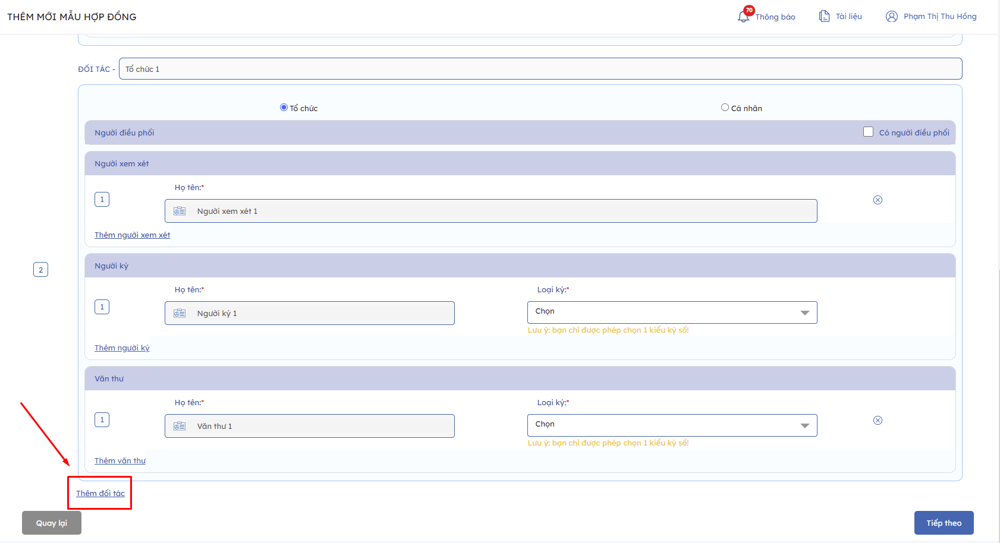 THÊM MỚI MẪU HỢP ĐỒNG
70
Thông báo
Tài liệu
Phạm Thị Thu Hồng
ĐỐI TÁC -
Tổ chức 1
Tổ chức
Cá nhân
Người điều phối
Có người điều phối
Người xem xét
Họ tên:*
1
Người xem xét 1
Thêm người xem xét
2
Người ký
Họ tên:*
Loại ký:*
1
Người ký 1
Chọn
Lưu ý: bạn chỉ được phép chọn 1 kiểu ký số!
Thêm người ký
Văn thư
Họ tên:*
Loại ký:*
1
Văn thư 1
Chọn
Lưu ý: bạn chỉ được phép chọn 1 kiểu ký số!
Thêm văn thư
Thêm đối tác
Quay lại
Tiếp theo